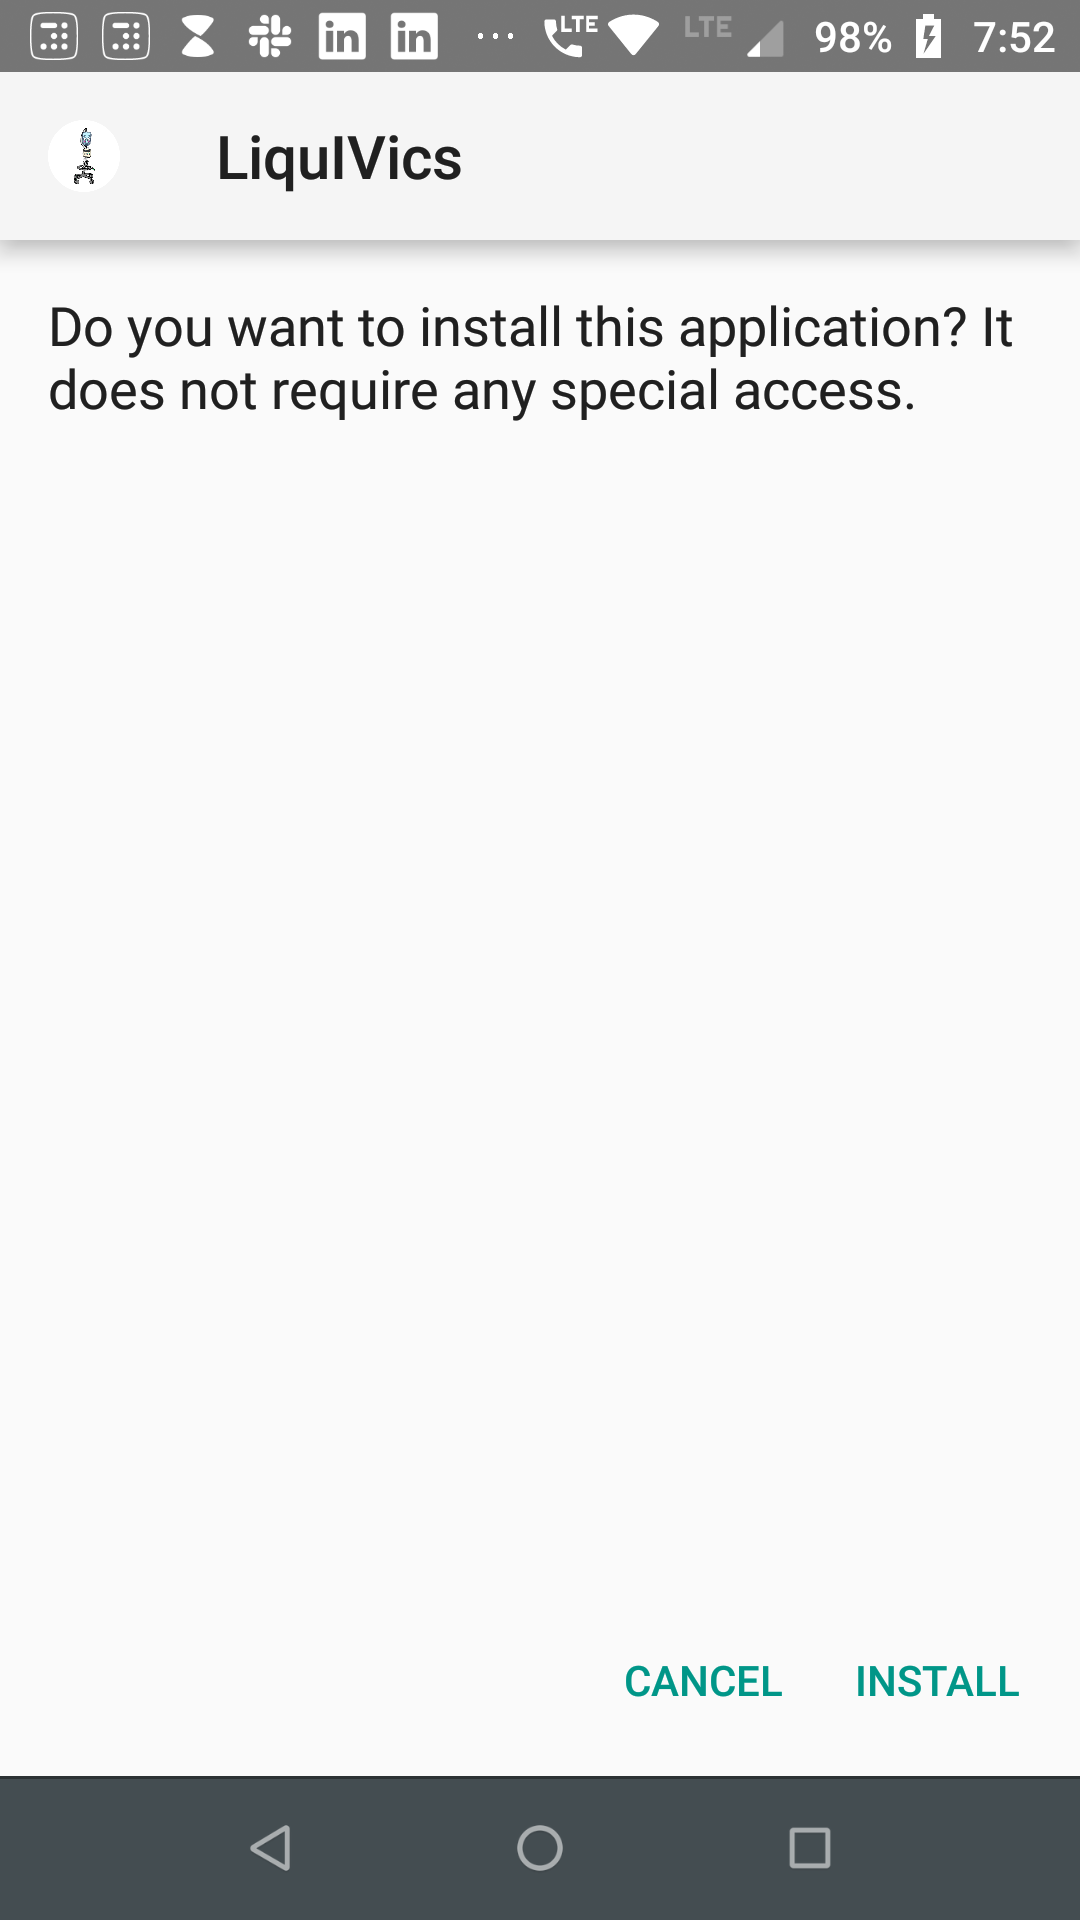 LTE LTE 98% 7:52
LiquIVics
Do you want to install this application? It
does not require any special access.
CANCEL INSTALL